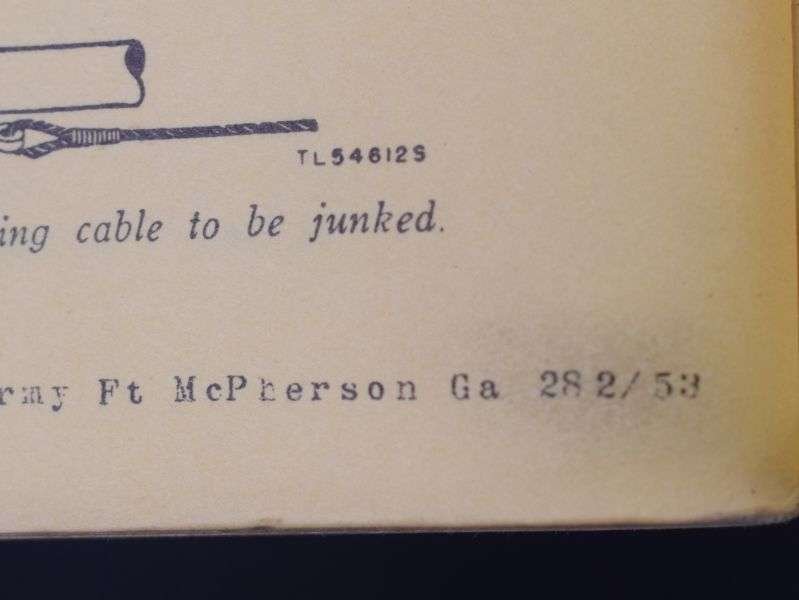 TL54612S
ing cable to be junked.
rmy Ft McPherson Ga 282/53